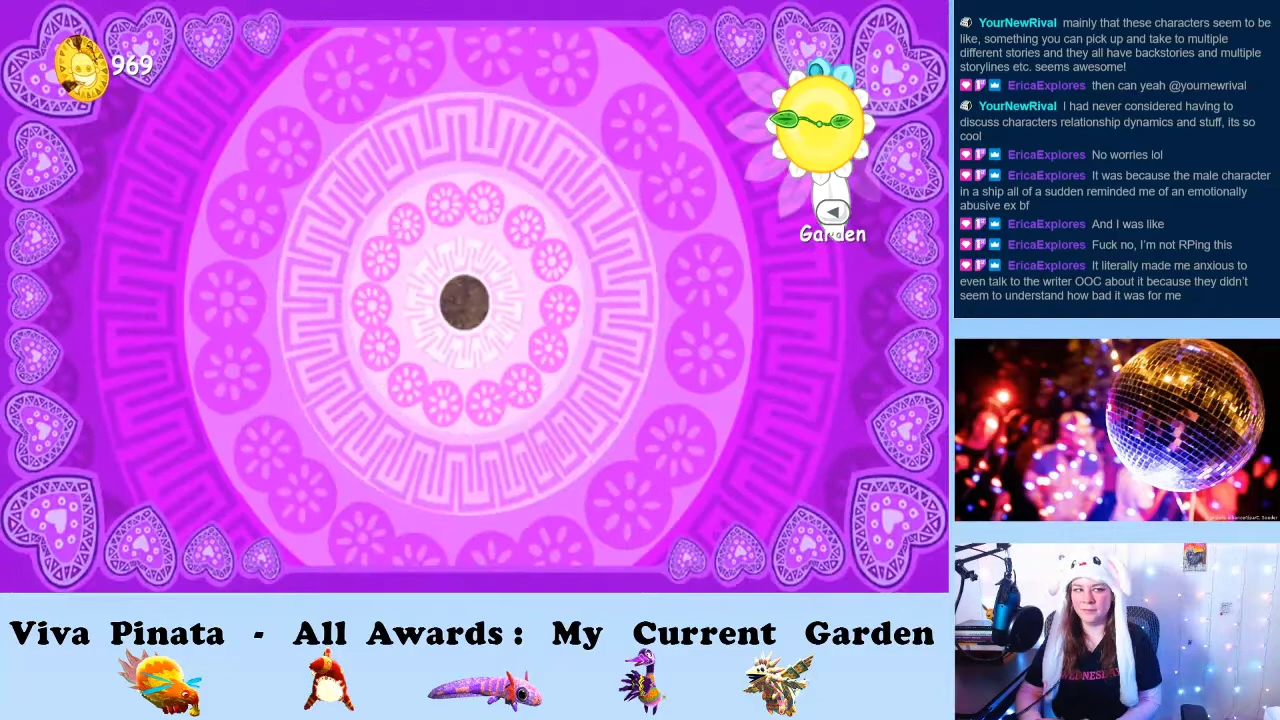 969
Garden
YourNewRival mainly that these characters seem to be
like, something you can pick up and take to multiple
different stories and they all have backstories and multiple
storylines etc. seems awesome!
EricaExplores then can yeah @yournewrival
YourNewRival I had never considered having to
discuss characters relationship dynamics and stuff, its so
cool
EricaExplores No worries lol
EricaExplores It was because the male character
in a ship all of a sudden reminded me of an emotionally
abusive ex bf
EricaExplores And I was like
EricaExplores Fuck no, I'm not RPing this
EricaExplores It literally made me anxious to
even talk to the writer OOC about it because they didn't
seem to understand how bad it was for me
WEDNESDAY
Viva Pinata - All Awards: My Current Garden